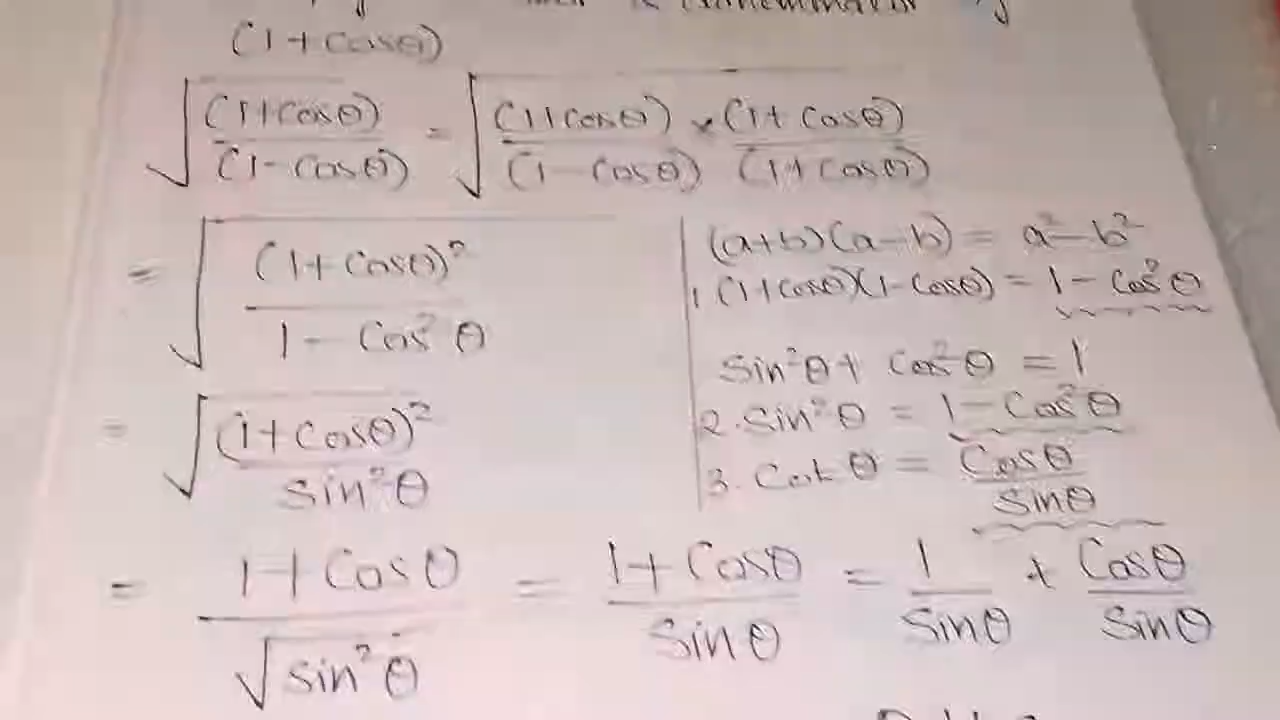 (1+cosθ)
√((1+cosθ)/(1-cosθ)) = √((1+cosθ)/(1-cosθ) × (1+cosθ)/(1+cosθ))
= √((1+cosθ)²/(1-cos²θ))
(a+b)(a-b) = a²-b²
1. (1+cosθ)(1-cosθ) = 1-cos²θ
sin²θ + cos²θ = 1
= √((1+cosθ)²/sin²θ)
2. sin²θ = 1-cos²θ
3. Cot θ = cosθ/sinθ
= (1+cosθ)/√(sin²θ) = (1+cosθ)/sinθ = 1/sinθ + cosθ/sinθ